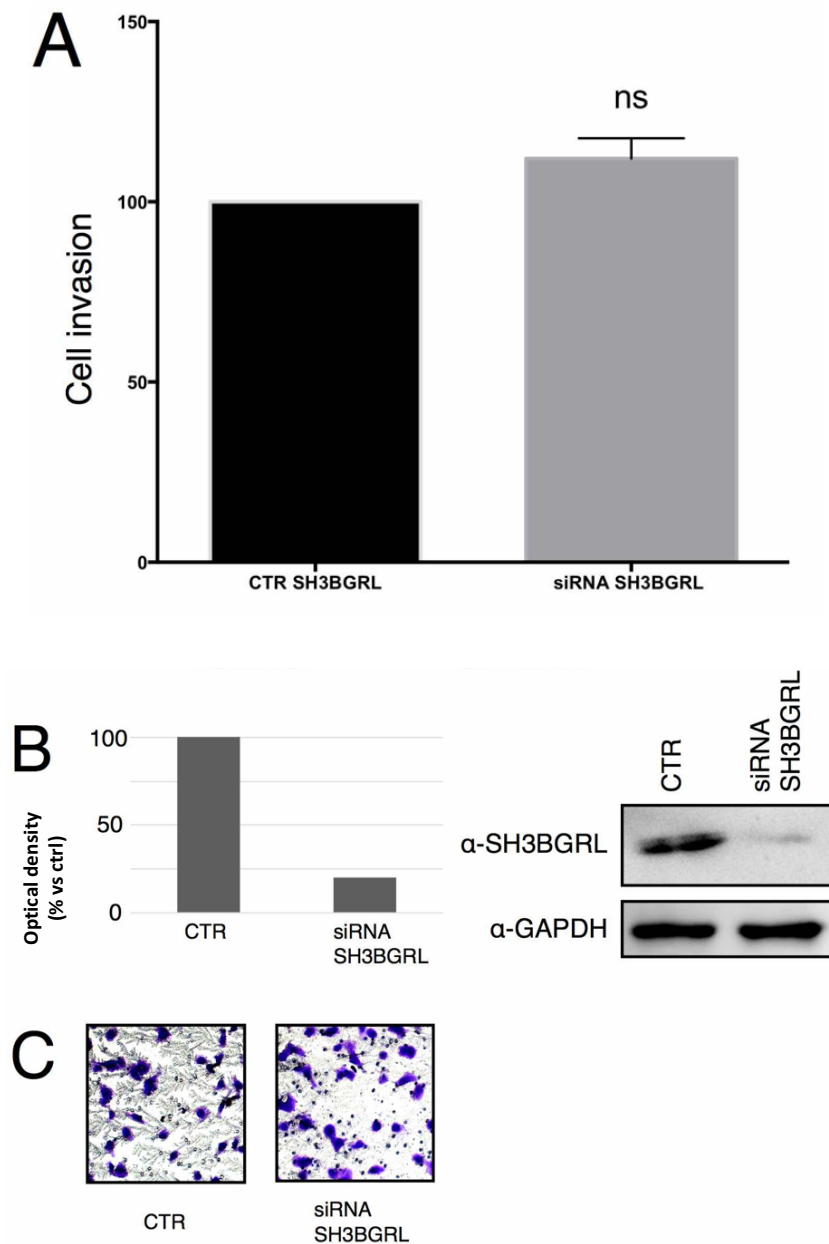 A
150
100
50
0
Cell invasion
ns
CTR SH3BGRL
siRNA SH3BGRL
B
100
50
0
Optical density
(% vs ctrl)
CTR
siRNA
SH3BGRL
CTR
siRNA
SH3BGRL
α-SH3BGRL
α-GAPDH
C
CTR
siRNA
SH3BGRL